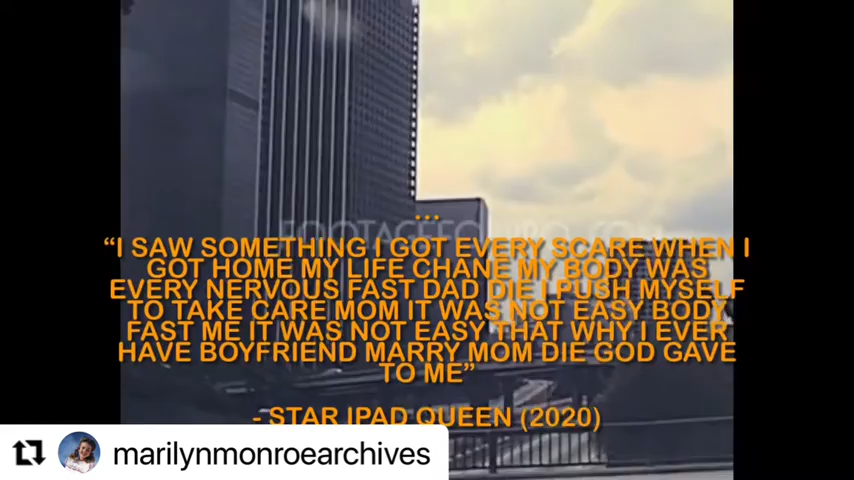 ...
“I SAW SOMETHING I GOT EVERY SCARE WHEN I
GOT HOME MY LIFE CHANE MY BODY WAS
EVERY NERVOUS FAST DAD DIE I PUSH MYSELF
TO TAKE CARE MOM IT WAS NOT EASY BODY
FAST ME IT WAS NOT EASY THAT WHY I EVER
HAVE BOYFRIEND MARRY MOM DIE GOD GAVE
TO ME”
- STAR IPAD QUEEN (2020)
marilynmonroearchives